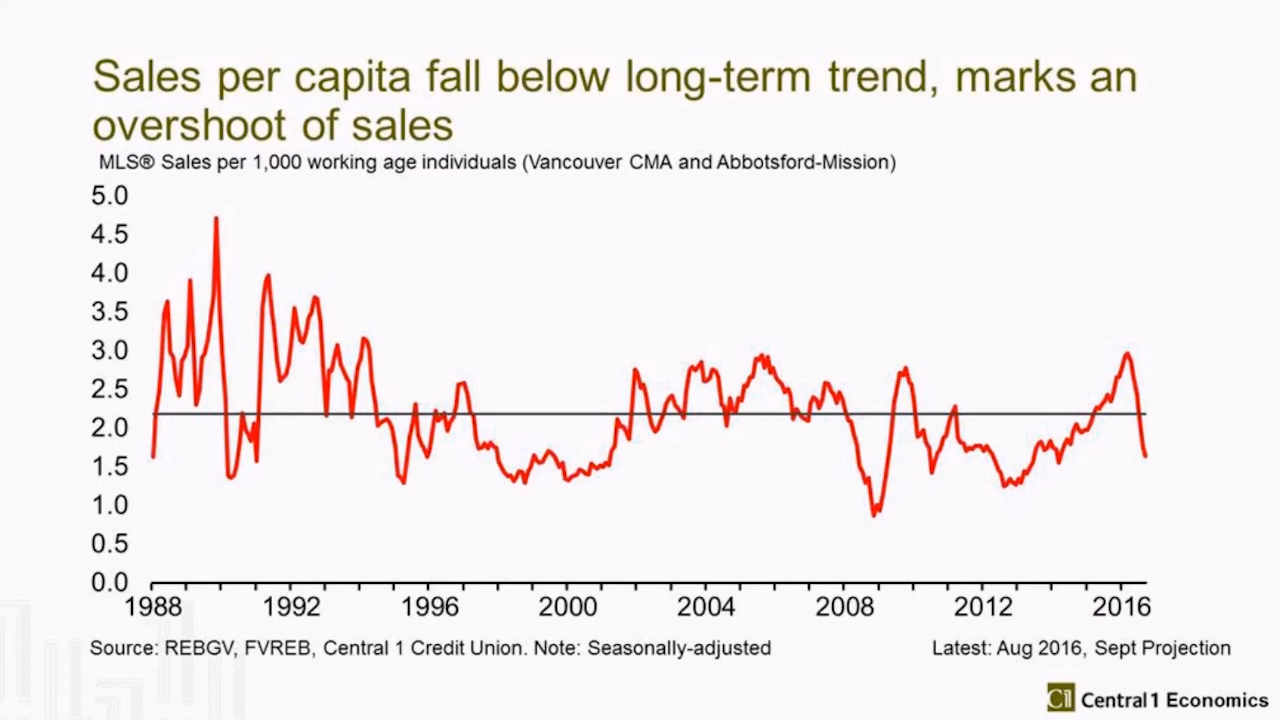 Sales per capita fall below long-term trend, marks an
overshoot of sales
MLS® Sales per 1,000 working age individuals (Vancouver CMA and Abbotsford-Mission)
5.0
4.5
4.0
3.5
3.0
2.5
2.0
1.5
1.0
0.5
0.0
1988 1992 1996 2000 2004 2008 2012 2016
Source: REBGV, FVREB, Central 1 Credit Union. Note: Seasonally-adjusted Latest: Aug 2016, Sept Projection
C1 Central 1 Economics